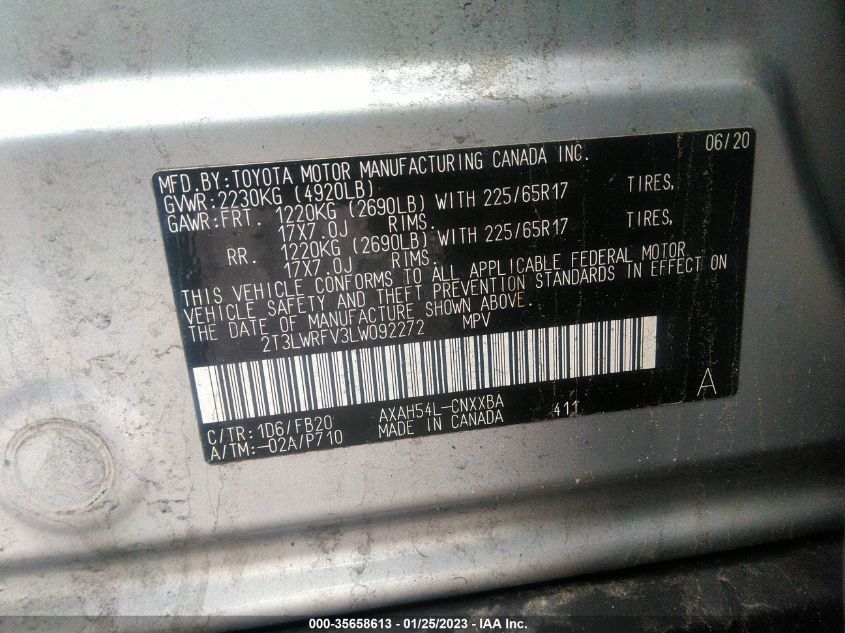 06/20
MFD.BY:TOYOTA MOTOR MANUFACTURING CANADA INC.
GVWR:2230KG (4920LB)
GAWR:FRT. 1220KG (2690LB) WITH 225/65R17 TIRES,
17X7.0J RIMS.
RR. 1220KG (2690LB) WITH 225/65R17 TIRES,
17X7.0J RIMS.
THIS VEHICLE CONFORMS TO ALL APPLICABLE FEDERAL MOTOR
VEHICLE SAFETY AND THEFT PREVENTION STANDARDS IN EFFECT ON
THE DATE OF MANUFACTURE SHOWN ABOVE.
2T3LWRFV3LW092272 MPV
C/TR:1D6/FB20 AXAH54L-CNXXBA 411 A
A/TM:-02A/P710 MADE IN CANADA
000-35658613 - 01/25/2023 - IAA Inc.